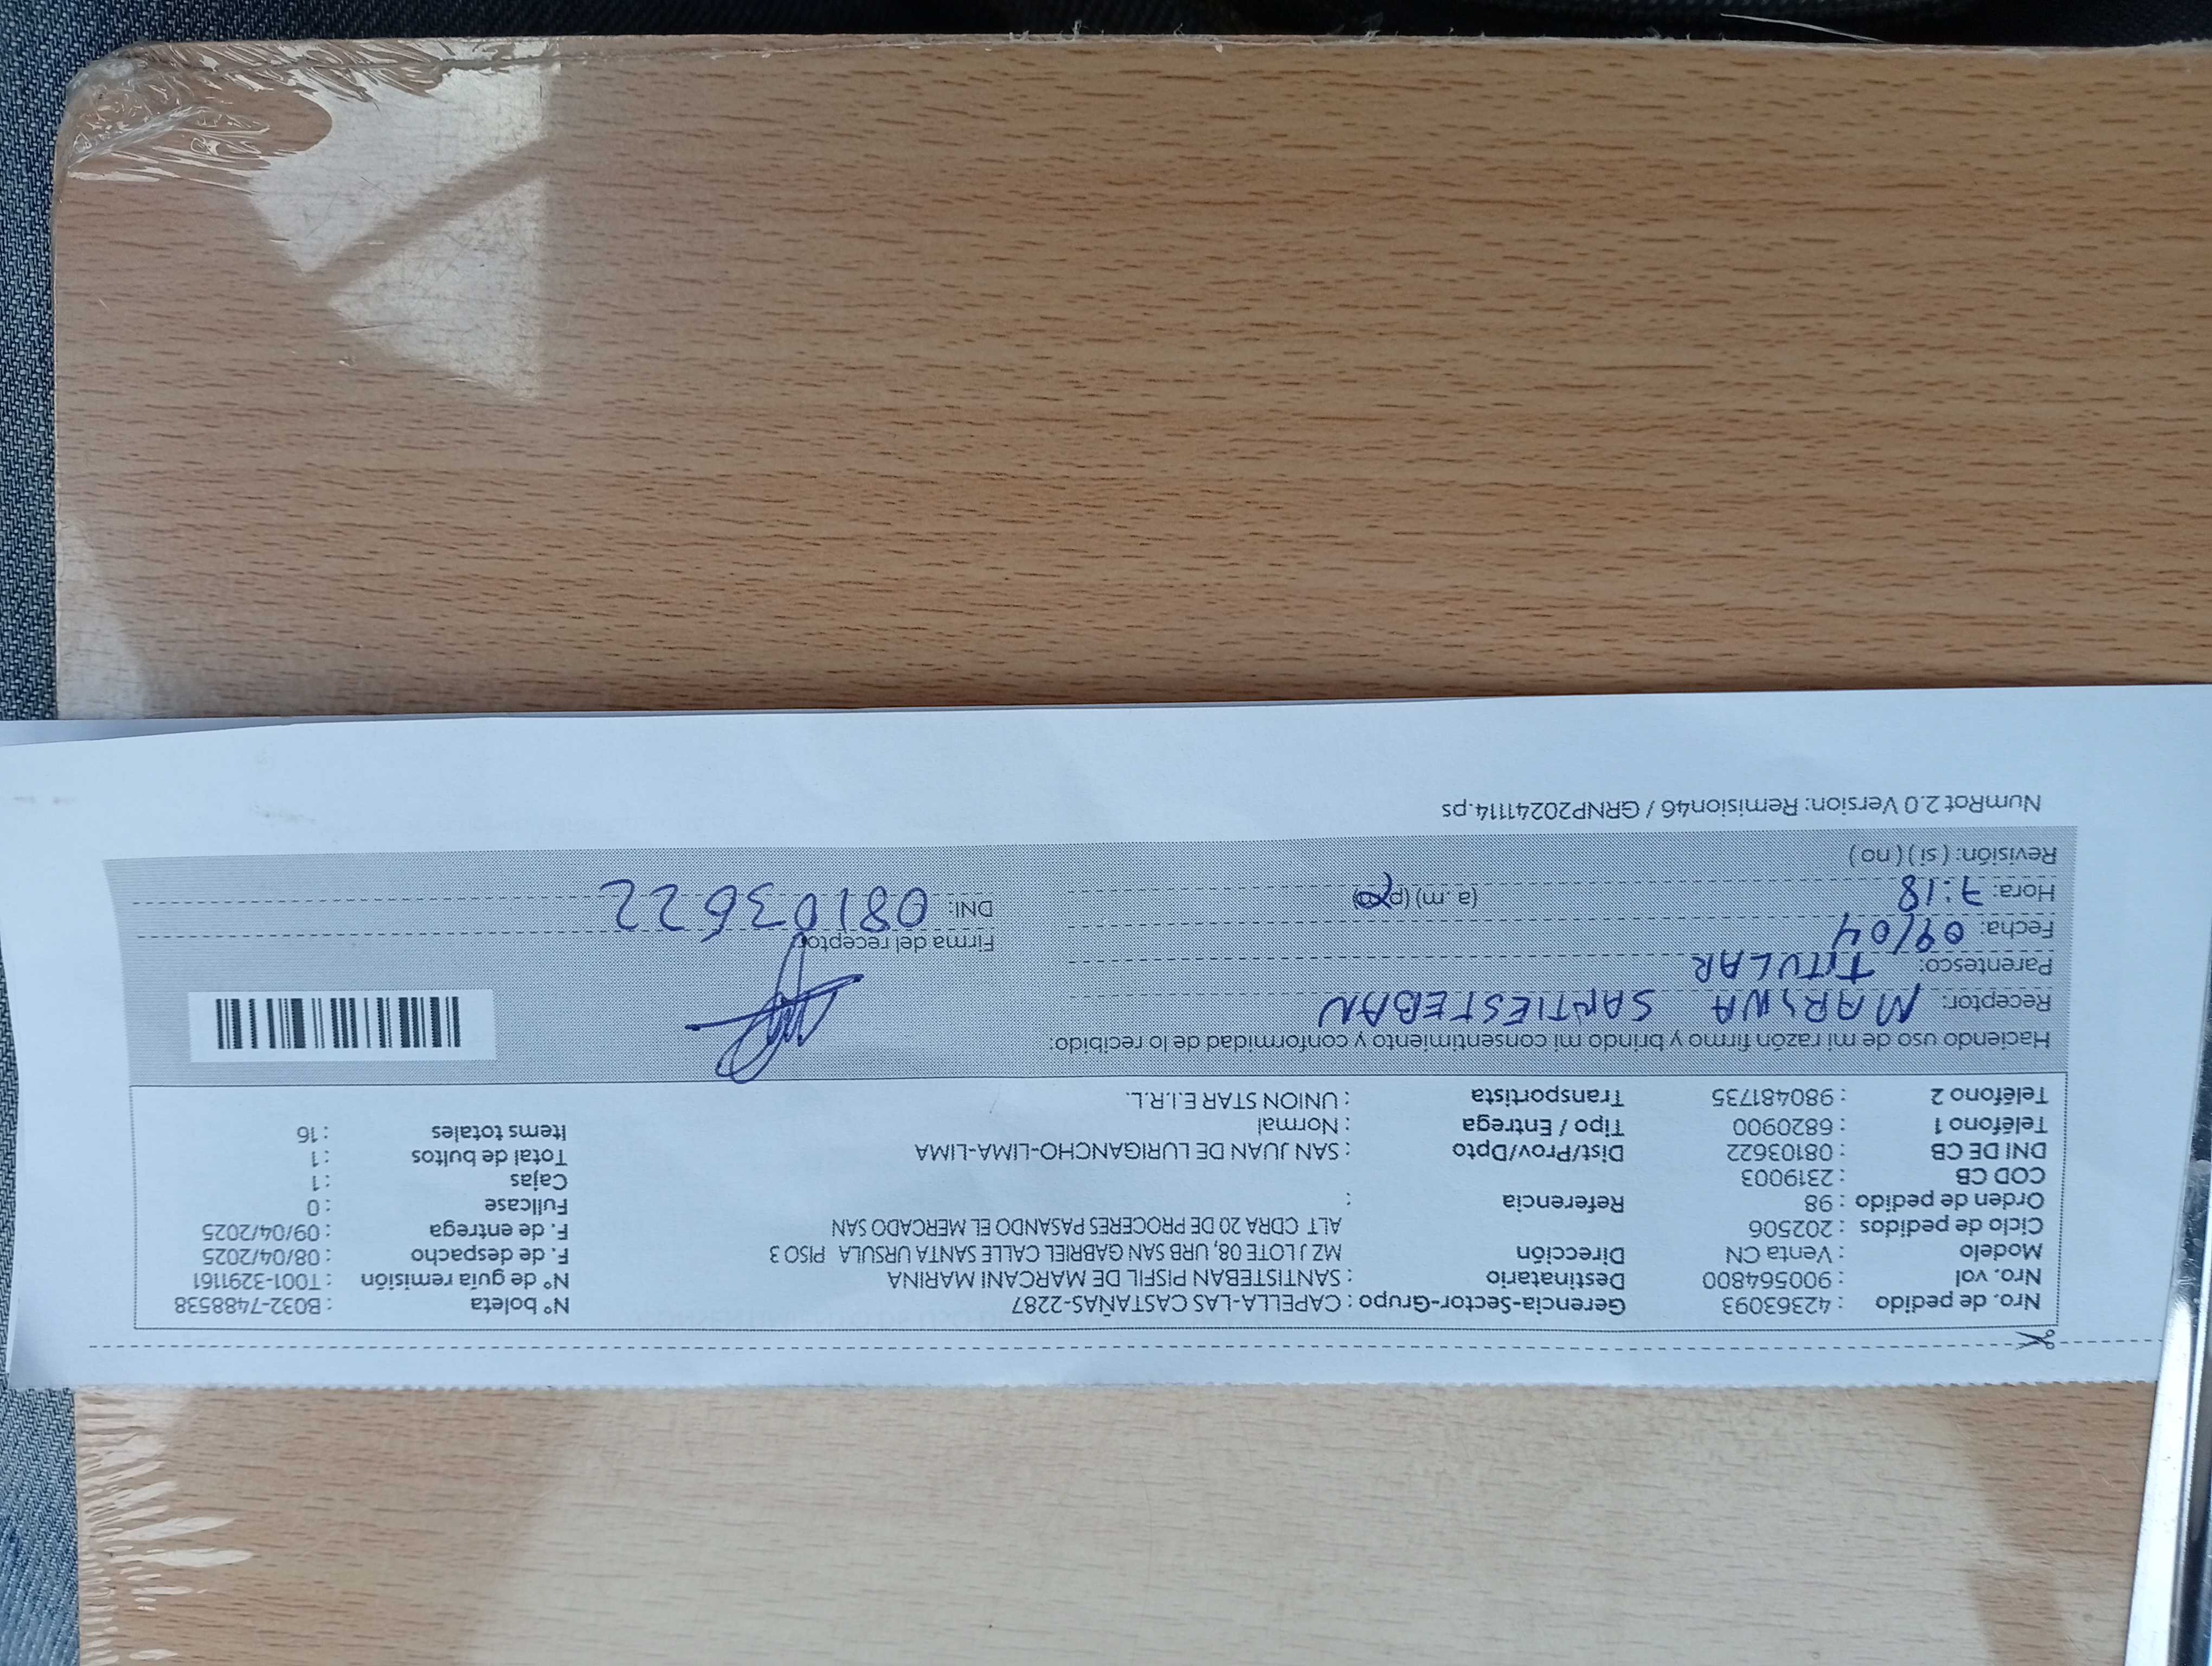 Nro. de pedido : 42363093
Nro. vol : 900564800
Modelo : Venta CN
Ciclo de pedidos : 202506
Orden de pedido : 98
COD CB : 2319003
DNI DE CB : 08103622
Teléfono 1 : 6820900
Teléfono 2 : 980481735
Gerencia-Sector-Grupo : CAPELLA-LAS CASTAÑAS-2287
Destinatario : SANTISTEBAN PISFIL DE MARCANI MARINA
Dirección MZ J LOTE 08, URB SAN GABRIEL CALLE SANTA URSULA PISO 3
ALT CDRA 20 DE PROCERES PASANDO EL MERCADO SAN
Referencia :
Dist/Prov/Dpto : SAN JUAN DE LURIGANCHO-LIMA-LIMA
Tipo / Entrega : Normal
Transportista : UNION STAR E.I.R.L.
N° boleta : B032-7488538
N° de guía remisión : T001-3291161
F. de despacho : 08/04/2025
F. de entrega : 09/04/2025
Fullcase : 0
Cajas : 1
Total de bultos : 1
Items totales : 16
Haciendo uso de mi razón firmo y brindo mi consentimiento y conformidad de lo recibido:
Receptor: MARINA SANTIESTEBAN
Parentesco: TITULAR
Fecha: 09/04
Hora: 7:18 (a .m) (p
Revisión: ( si ) ( no )
Firma del receptor
DNI: 08103622
NumRot 2.0 Version: Remision46 / GRNP20241114.ps